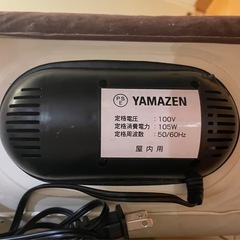 PSE YAMAZEN
定格電圧 : 100V
定格消費電力 : 105W
定格周波数 : 50/60Hz
屋内用